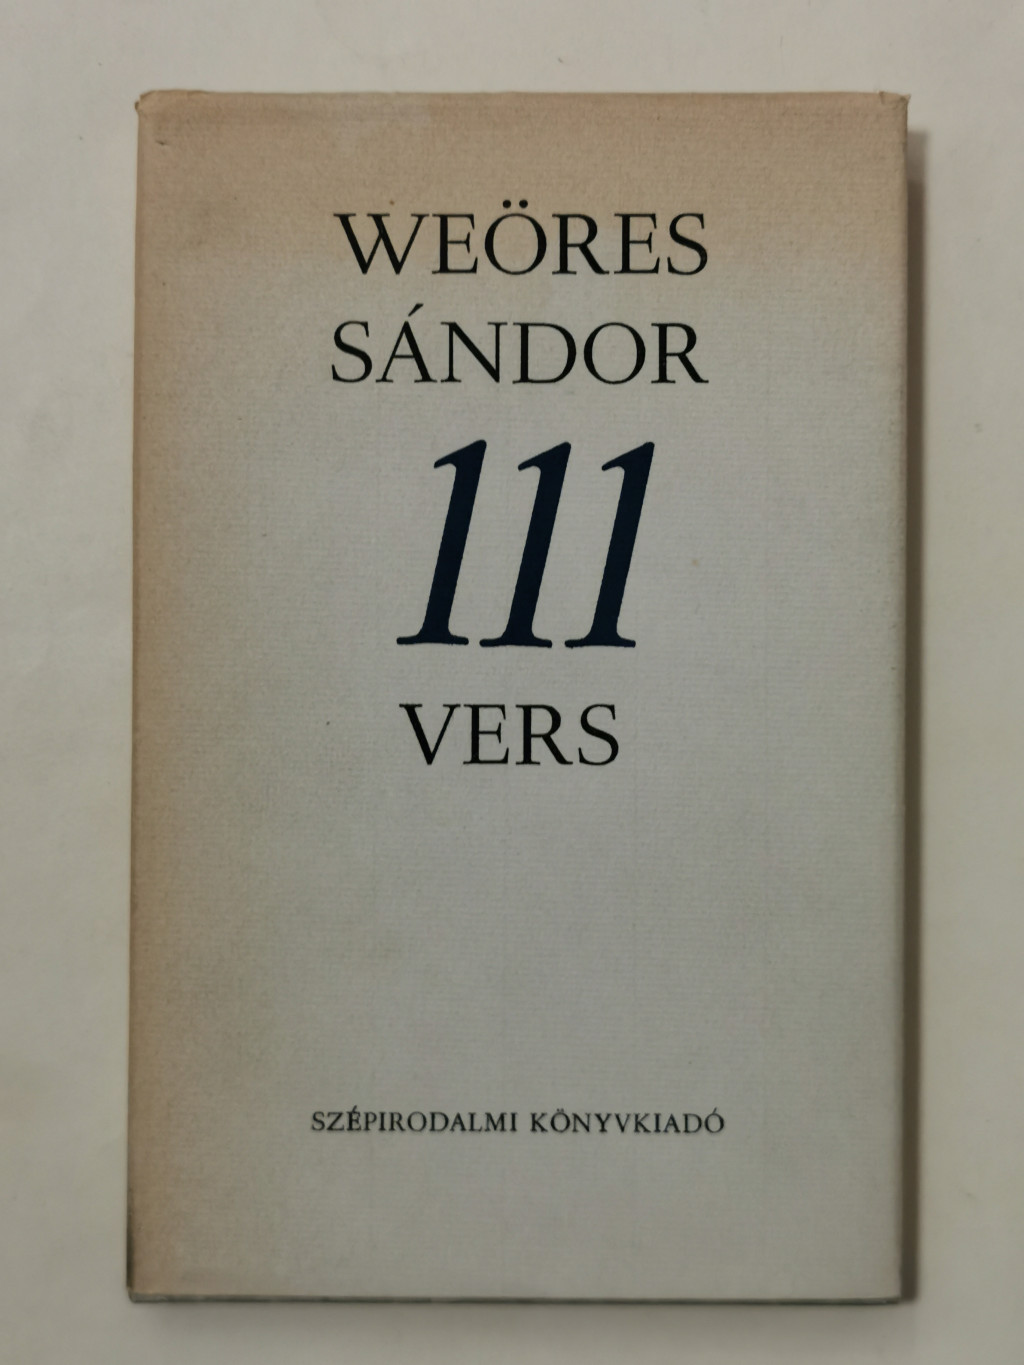 WEÖRES
SÁNDOR
111
VERS
SZÉPIRODALMI KÖNYVKIADÓ